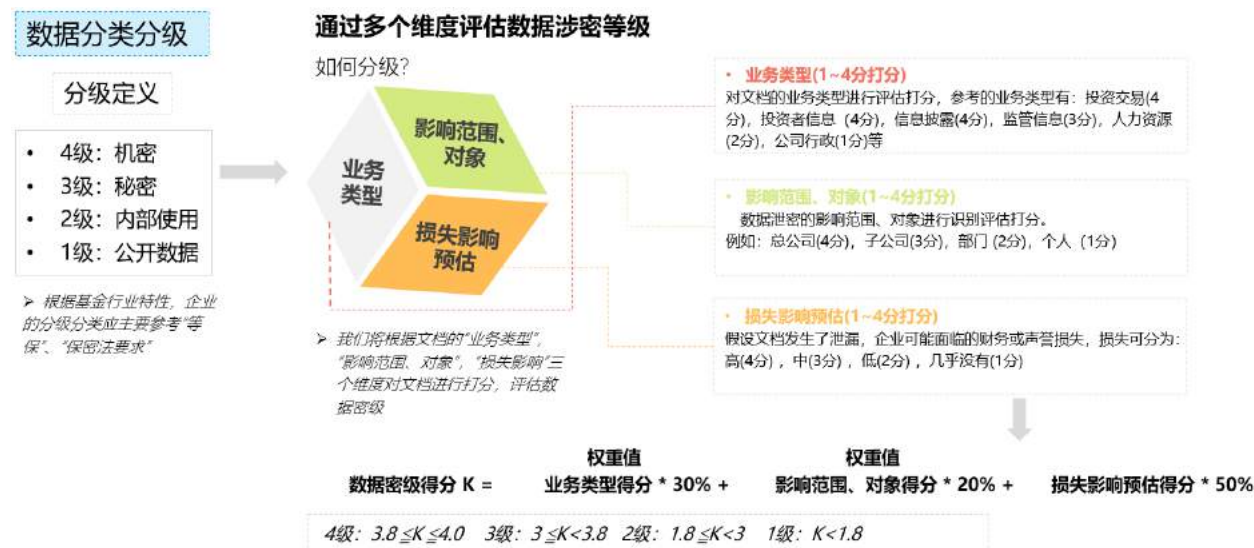 数据分类分级
分级定义
• 4级：机密
• 3级：秘密
• 2级：内部使用
• 1级：公开数据
➢ 根据基金行业特性，企业
的分级分类应主要参考“等
保”、“保密法要求”
通过多个维度评估数据涉密等级
如何分级？
业务
类型
影响范围、
对象
损失影响
预估
➢ 我们将根据文档的“业务类型”，
“影响范围、对象”，“损失影响”三
个维度对文档进行打分，评估数
据密级
• 业务类型(1~4分打分)
对文档的业务类型进行评估打分，参考的业务类型有：投资交易(4
分)，投资者信息（4分)，信息披露(4分)，监管信息(3分)，人力资源
(2分)，公司行政(1分)等
• 影响范围、对象(1~4分打分)
数据泄密的影响范围、对象进行识别评估打分。
例如：总公司(4分)，子公司(3分)，部门 (2分)，个人（1分）
• 损失影响预估(1~4分打分)
假设文档发生了泄漏，企业可能面临的财务或声誉损失，损失可分为：
高(4分)，中(3分)，低(2分)，几乎没有(1分)
权重值 权重值
数据密级得分 K = 业务类型得分 * 30% + 影响范围、对象得分 * 20% + 损失影响预估得分 * 50%
4级：3.8≦K≦4.0 3级：3≦K<3.8 2级：1.8≦K<3 1级：K<1.8